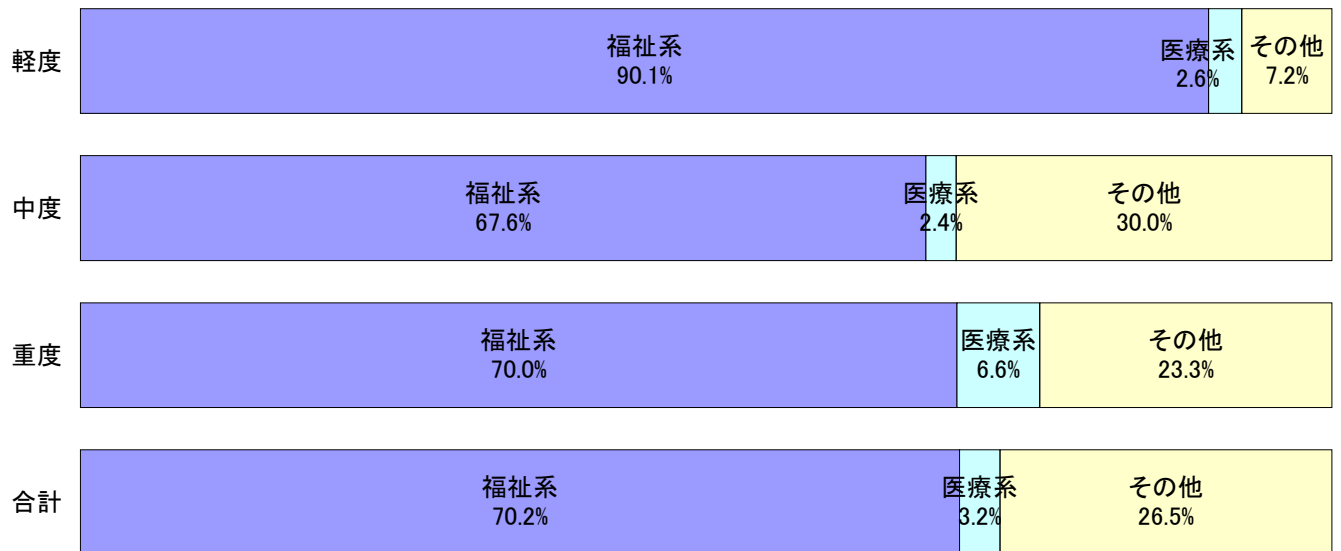 軽度
福祉系
90.1%
医療系
2.6%
その他
7.2%
中度
福祉系
67.6%
医療系
2.4%
その他
30.0%
重度
福祉系
70.0%
医療系
6.6%
その他
23.3%
合計
福祉系
70.2%
医療系
3.2%
その他
26.5%